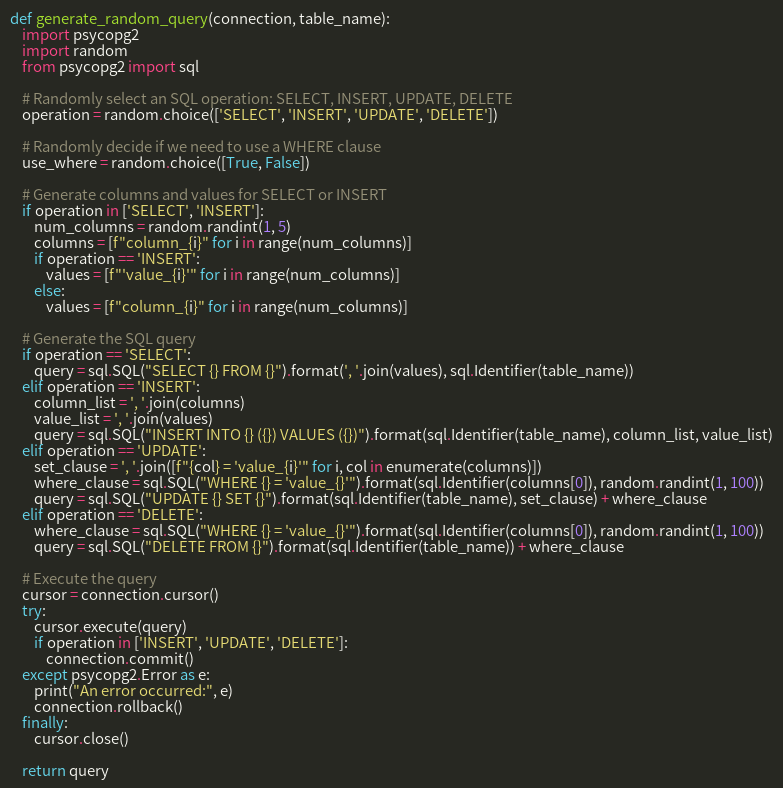 def generate_random_query(connection, table_name):
    import psycopg2
    import random
    from psycopg2 import sql

    # Randomly select an SQL operation: SELECT, INSERT, UPDATE, DELETE
    operation = random.choice(['SELECT', 'INSERT', 'UPDATE', 'DELETE'])

    # Randomly decide if we need to use a WHERE clause
    use_where = random.choice([True, False])

    # Generate columns and values for SELECT or INSERT
    if operation in ['SELECT', 'INSERT']:
        num_columns = random.randint(1, 5)
        columns = [f"column_{i}" for i in range(num_columns)]
        if operation == 'INSERT':
            values = [f"'value_{i}'" for i in range(num_columns)]
        else:
            values = [f"column_{i}" for i in range(num_columns)]

    # Generate the SQL query
    if operation == 'SELECT':
        query = sql.SQL("SELECT {} FROM {}").format(', '.join(values), sql.Identifier(table_name))
    elif operation == 'INSERT':
        column_list = ', '.join(columns)
        value_list = ', '.join(values)
        query = sql.SQL("INSERT INTO {} ({}) VALUES ({})").format(sql.Identifier(table_name), column_list, value_list)
    elif operation == 'UPDATE':
        set_clause = ', '.join([f"{col} = 'value_{i}'" for i, col in enumerate(columns)])
        where_clause = sql.SQL("WHERE {} = 'value_{}'").format(sql.Identifier(columns[0]), random.randint(1, 100))
        query = sql.SQL("UPDATE {} SET {}").format(sql.Identifier(table_name), set_clause) + where_clause
    elif operation == 'DELETE':
        where_clause = sql.SQL("WHERE {} = 'value_{}'").format(sql.Identifier(columns[0]), random.randint(1, 100))
        query = sql.SQL("DELETE FROM {}").format(sql.Identifier(table_name)) + where_clause

    # Execute the query
    cursor = connection.cursor()
    try:
        cursor.execute(query)
        if operation in ['INSERT', 'UPDATE', 'DELETE']:
            connection.commit()
    except psycopg2.Error as e:
        print("An error occurred:", e)
        connection.rollback()
    finally:
        cursor.close()

    return query